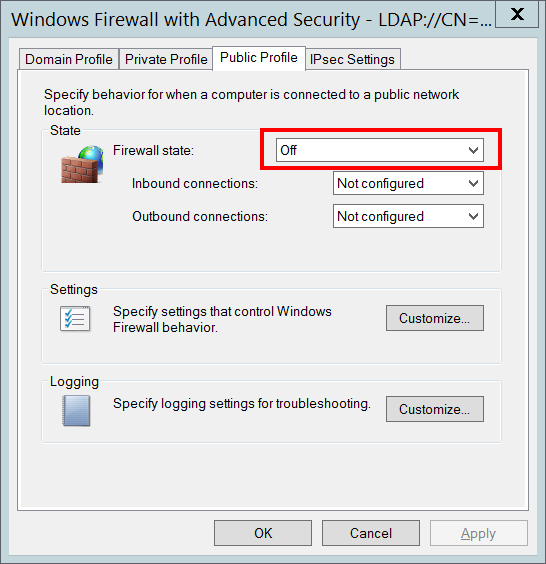 Windows Firewall with Advanced Security - LDAP://CN=...
X
Domain Profile Private Profile Public Profile IPsec Settings
Specify behavior for when a computer is connected to a public network
location.
State
Firewall state: Off
Inbound connections: Not configured
Outbound connections: Not configured
Settings
Specify settings that control Windows
Firewall behavior.
Customize...
Logging
Specify logging settings for troubleshooting.
Customize...
OK Cancel Apply